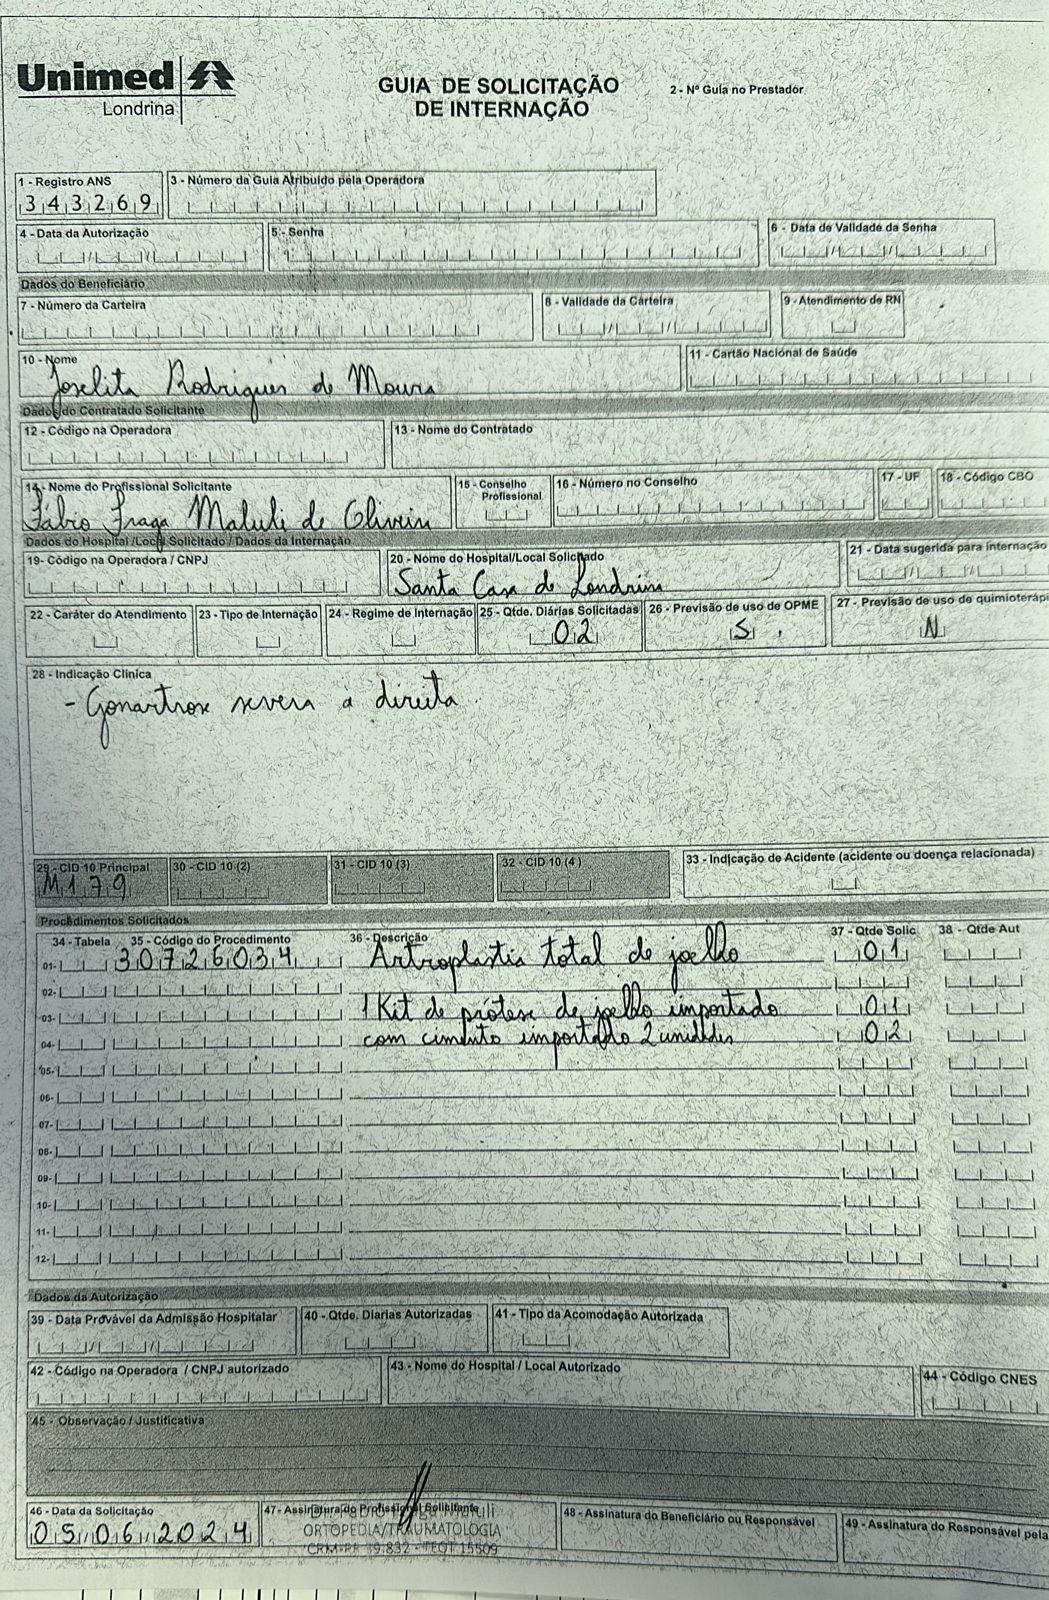 Unimed
Londrina
GUIA DE SOLICITAÇÃO
DE INTERNAÇÃO
2 - Nº Guia no Prestador
1 - Registro ANS
343269
3 - Número da Guia Atribuído pela Operadora
4 - Data da Autorização
5 - Senha
6 - Data de Validade da Senha
Dados do Beneficiário
7 - Número da Carteira
8 - Validade da Carteira
9 - Atendimento de RN
10 - Nome
Joselita Rodrigues de Moura
11 - Cartão Nacional de Saúde
Dados do Contratado Solicitante
12 - Código na Operadora
13 - Nome do Contratado
14 - Nome do Profissional Solicitante
Fábio Fraga Maluli de Oliveira
15 - Conselho Profissional
16 - Número no Conselho
17 - UF
18 - Código CBO
Dados do Hospital /Local Solicitado / Dados da Internação
19- Código na Operadora / CNPJ
20 - Nome do Hospital/Local Solicitado
Santa Casa de Londrina
21 - Data sugerida para internação
22 - Caráter do Atendimento
23 - Tipo de Internação
24 - Regime de Internação
25 - Qtde. Diárias Solicitadas
02
26 - Previsão de uso de OPME
S
27 - Previsão de uso de quimioterápi
N
28 - Indicação Clínica
- Gonartrose severa a direita
29 - CID 10 Principal
M179
30 - CID 10 (2)
31 - CID 10 (3)
32 - CID 10 (4 )
33 - Indicação de Acidente (acidente ou doença relacionada)
Procedimentos Solicitados
34 - Tabela 35 - Código do Procedimento 36 - Descrição 37 - Qtde Solic 38 - Qtde Aut
01- 30726034 Artroplastia total de joelho 01
02-
03- 1 Kit de prótese de joelho importado 01
04- com cimento importado 2 unidades 02
05-
06-
07-
08-
09-
10-
11-
12-
Dados da Autorização
39 - Data Provável da Admissão Hospitalar
40 - Qtde. Diarias Autorizadas
41 - Tipo da Acomodação Autorizada
42 - Código na Operadora / CNPJ autorizado
43 - Nome do Hospital / Local Autorizado
44 - Código CNES
45 - Observação / Justificativa
46 - Data da Solicitação
05/06/2024
47 - Assinatura do Profissional Solicitante
ORTOPEDIA/TRAUMATOLOGIA
48 - Assinatura do Beneficiário ou Responsável
49 - Assinatura do Responsável pela